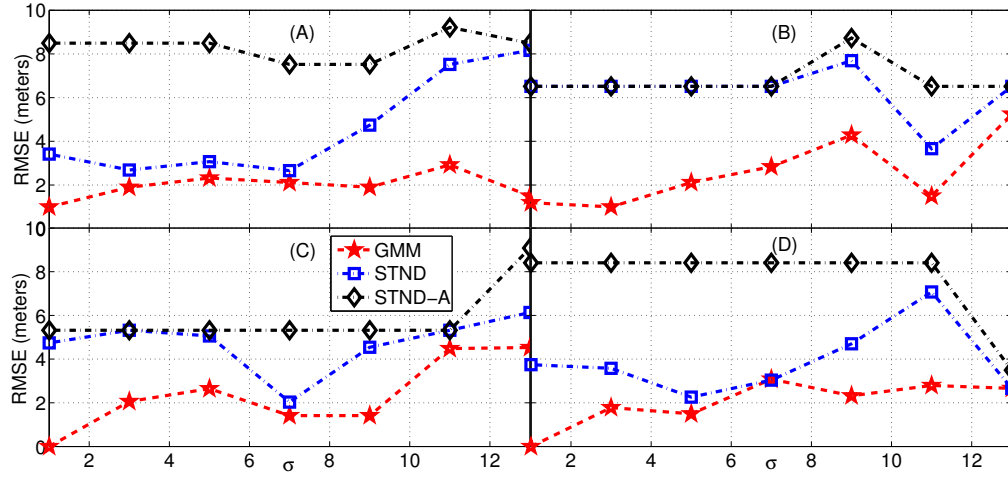 10
8
6
4
2
0
RMSE (meters)
(A)
(B)
10
8
6
4
2
0
RMSE (meters)
(C)
(D)
GMM
STND
STND-A
2 4 6 8 10 12
σ
2 4 6 8 10 12
σ